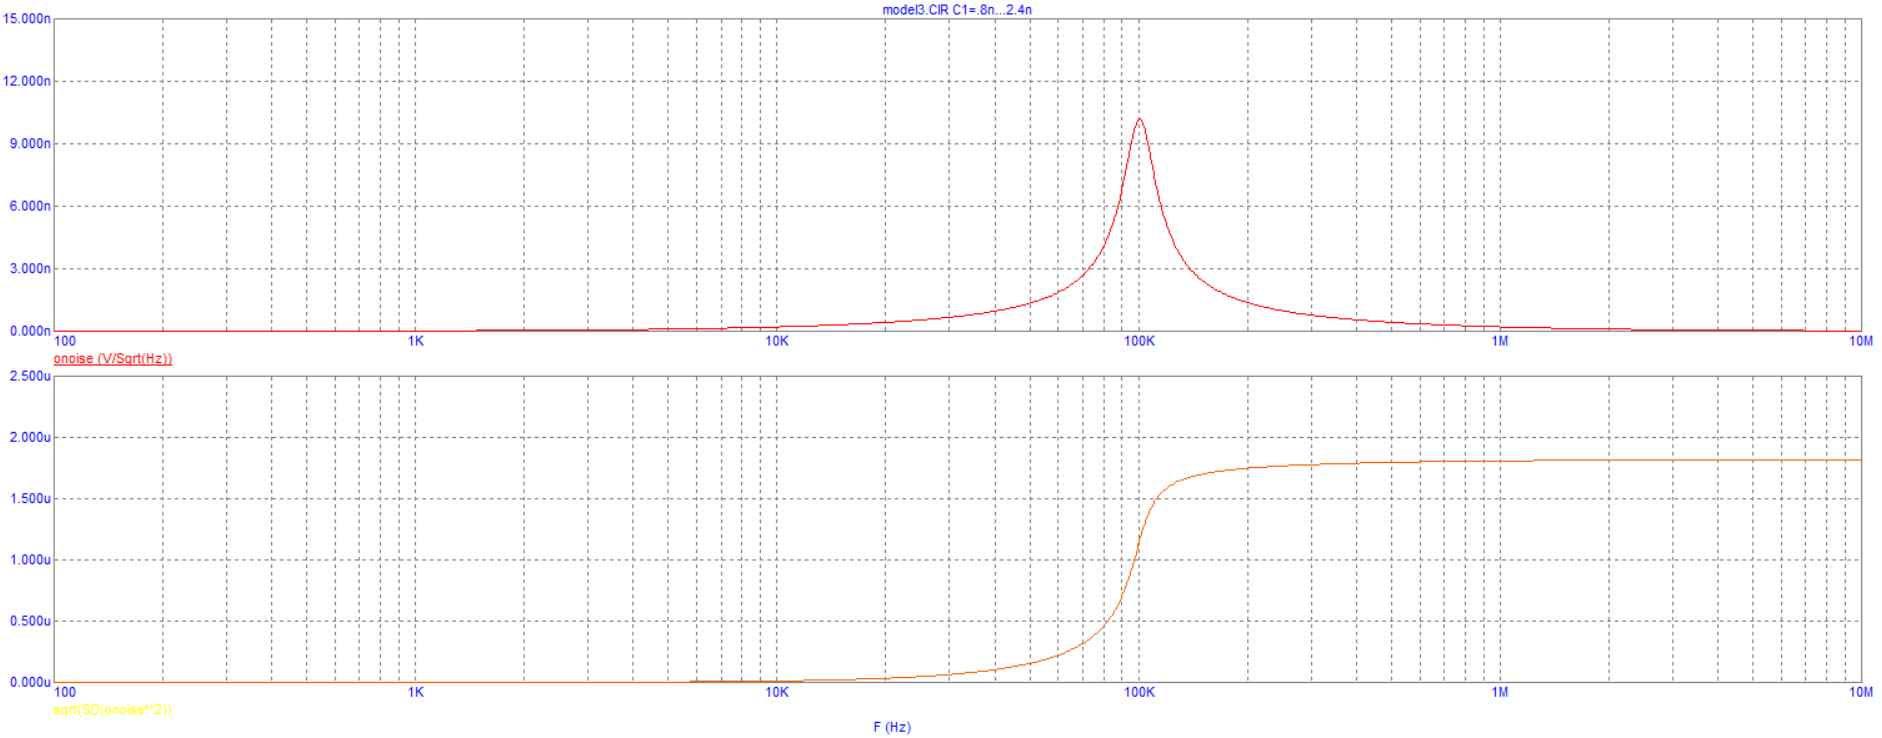 model3.CIR C1=.8n...2.4n
15.000n
12.000n
9.000n
6.000n
3.000n
0.000n
100 1K 10K 100K 1M 10M
onoise (V/Sqrt(Hz))
2.500u
2.000u
1.500u
1.000u
0.500u
0.000u
100 1K 10K 100K 1M 10M
sqrt(SD(onoise**2))
F (Hz)